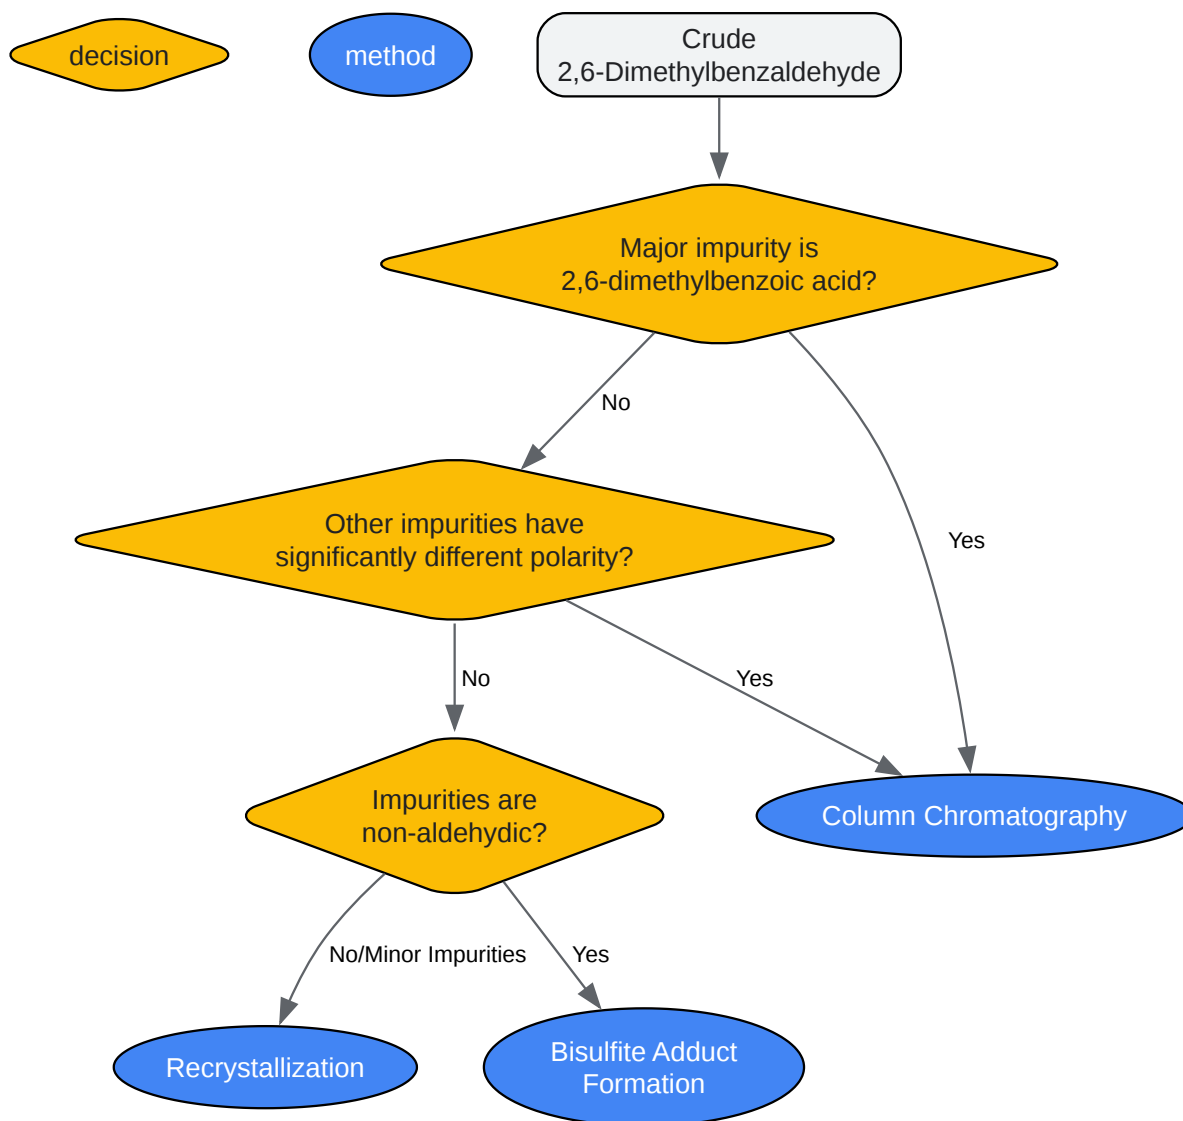 decision
method
Crude
2,6-Dimethylbenzaldehyde
Major impurity is
2,6-dimethylbenzoic acid?
No
Yes
Other impurities have
significantly different polarity?
No
Yes
Impurities are
non-aldehydic?
Column Chromatography
No/Minor Impurities
Yes
Recrystallization
Bisulfite Adduct
Formation